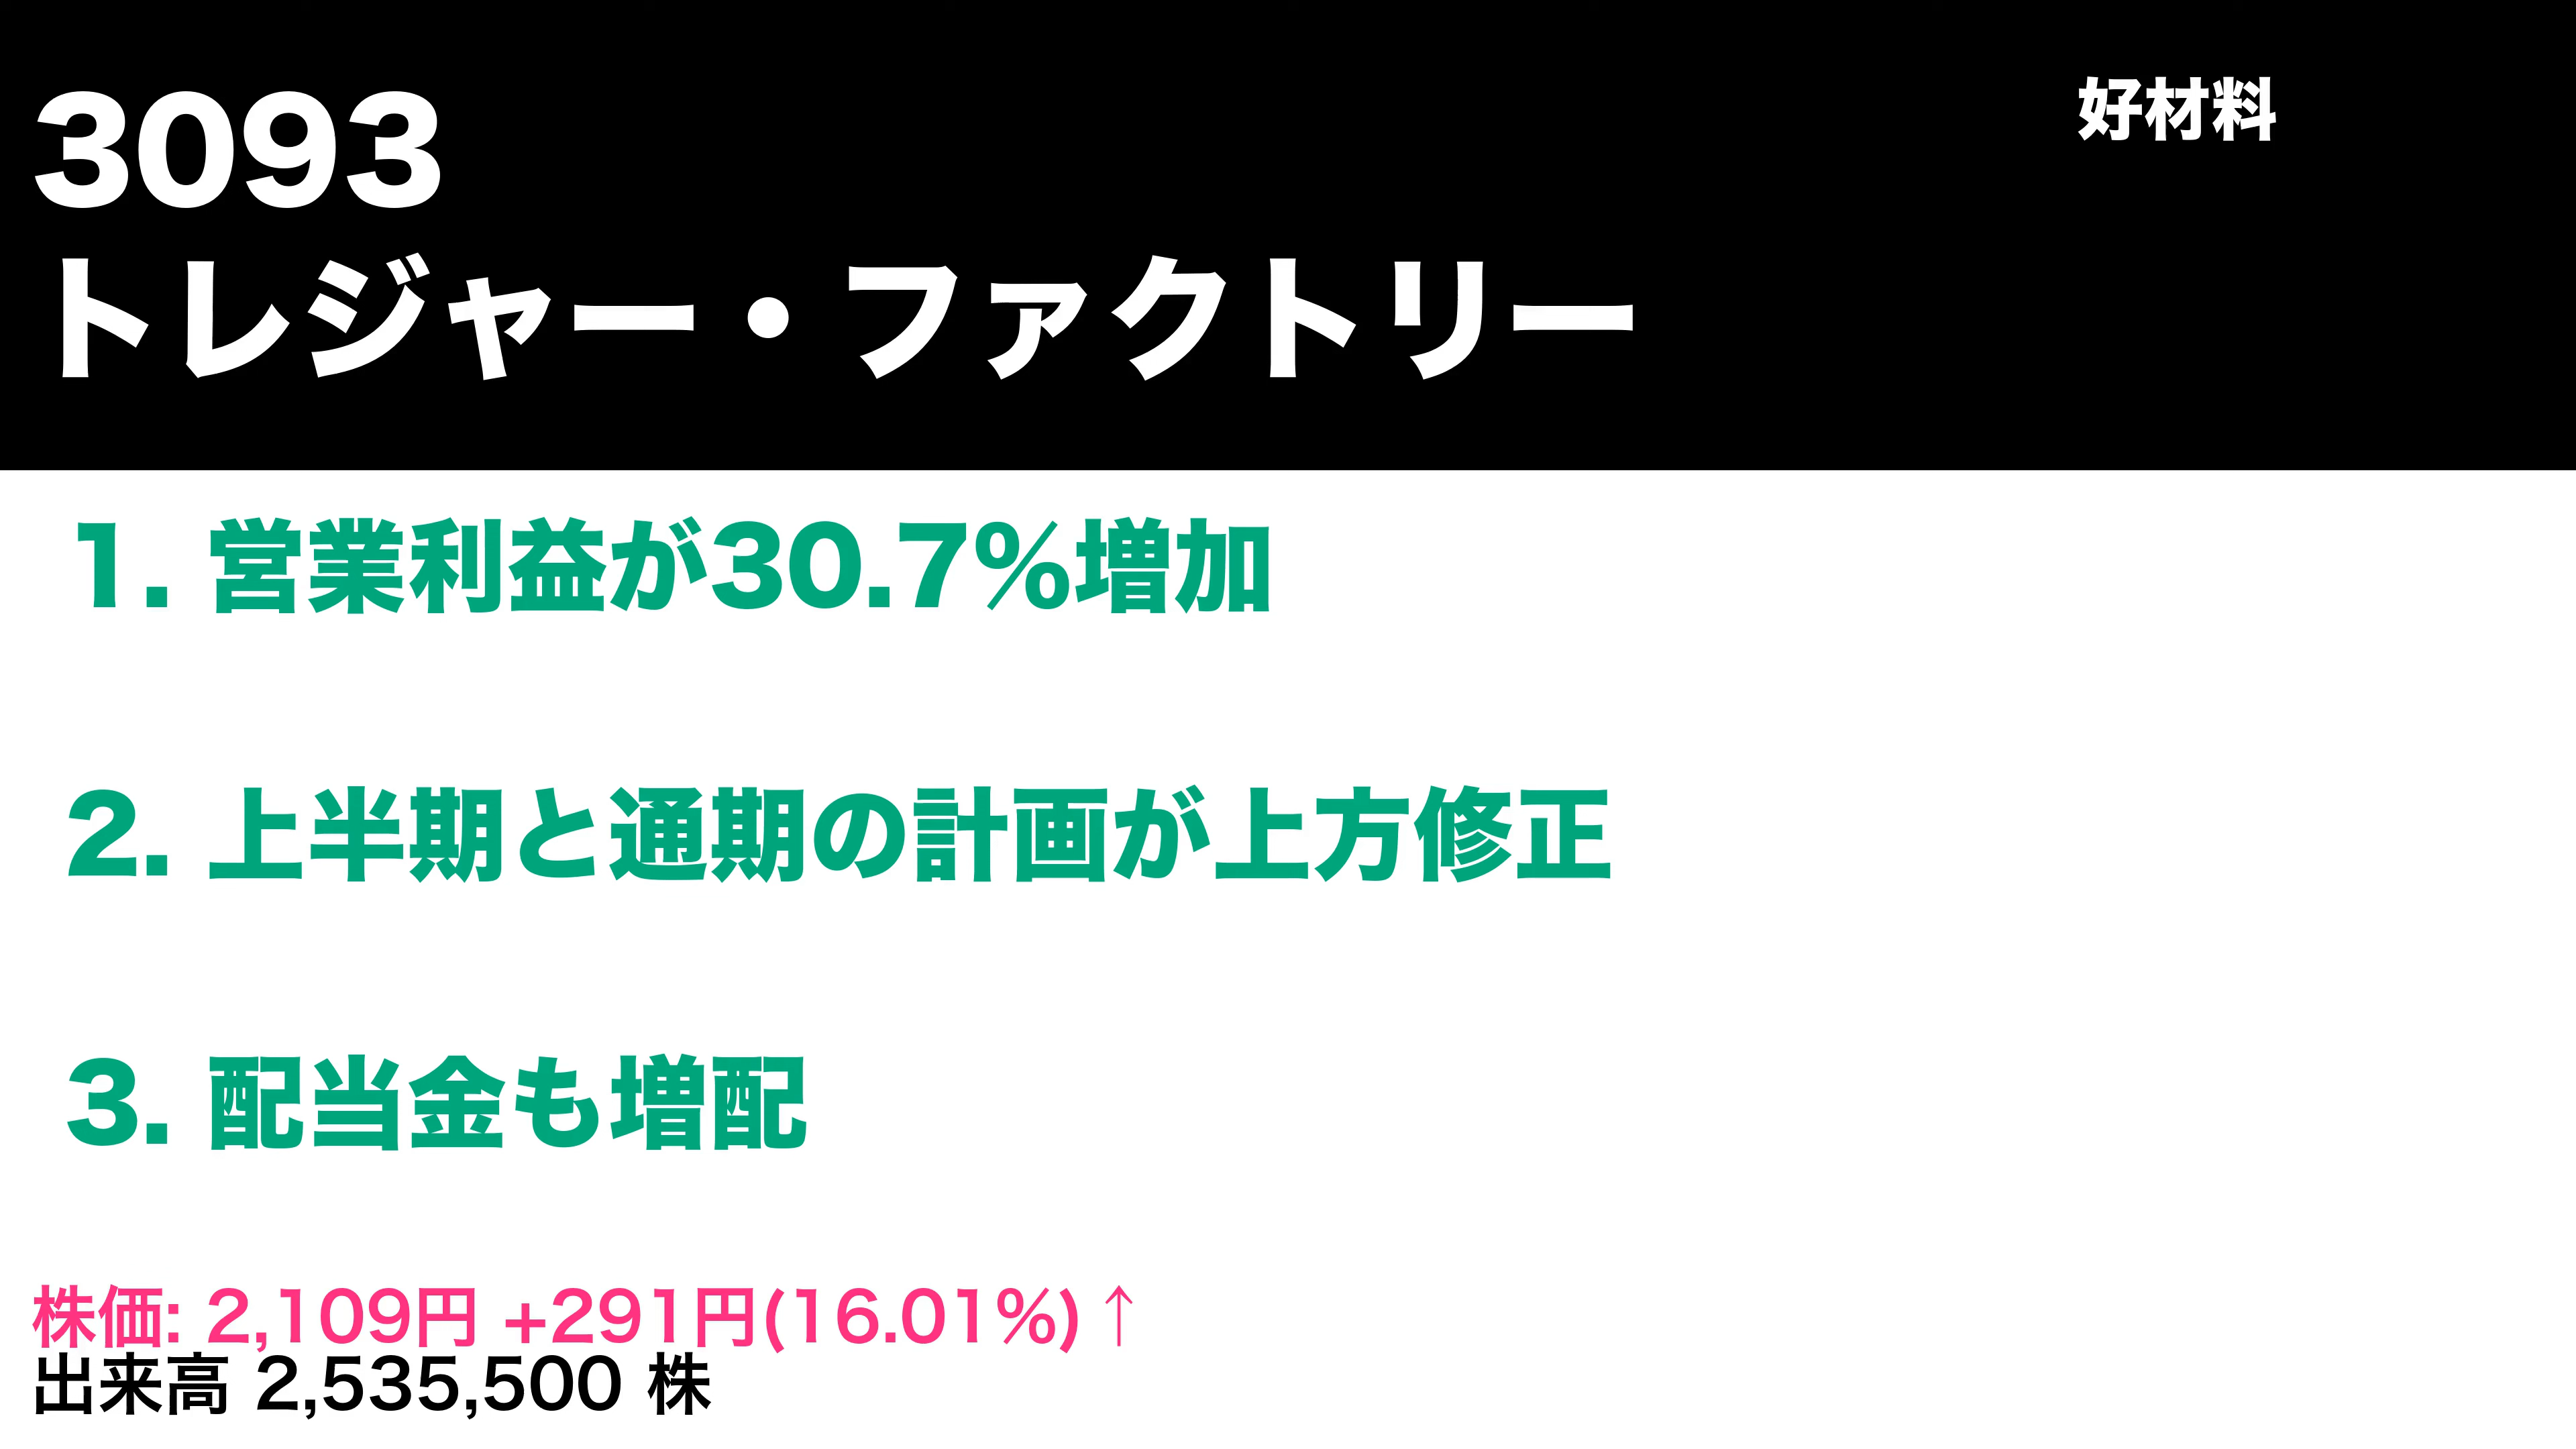 3093
好材料
トレジャー・ファクトリー
1. 営業利益が30.7%増加
2. 上半期と通期の計画が上方修正
3. 配当金も増配
株価: 2,109円 +291円(16.01%)↑
出来高 2,535,500 株